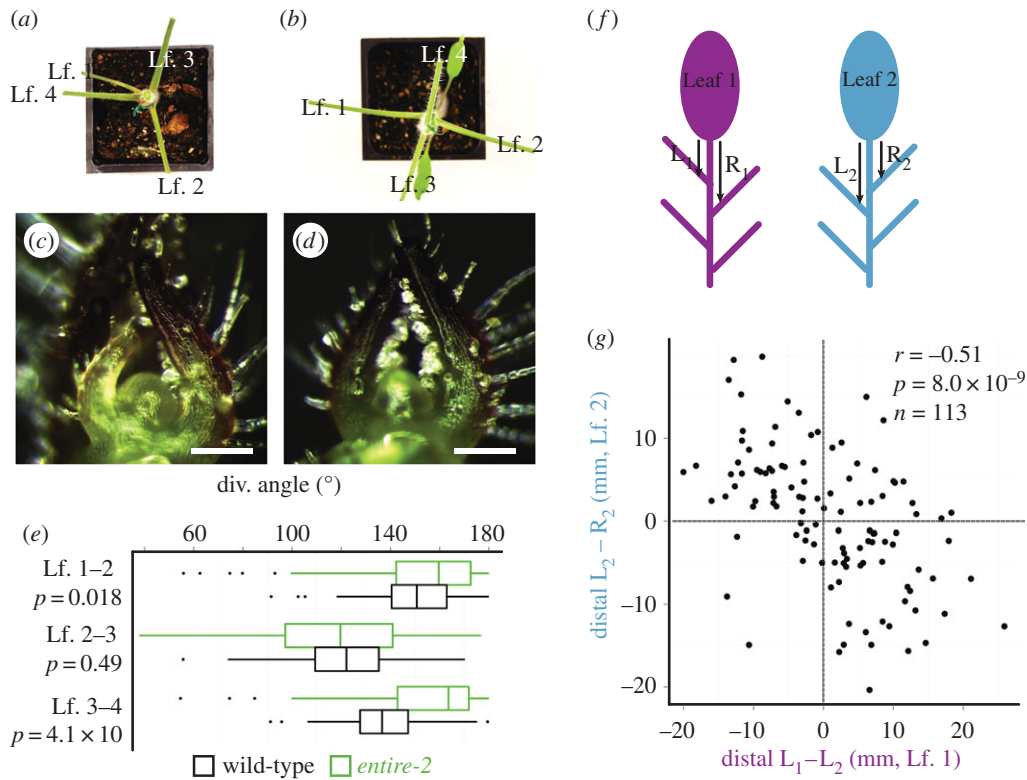 (a)
(b)
(f)
Lf. 3
Lf. 1
Lf. 4
Lf. 2
Lf. 4
Lf. 1
Lf. 2
Lf. 3
Leaf 1
Leaf 2
L1
R1
L2
R2
(c)
(d)
(g)
r = –0.51
p = 8.0 × 10–9
n = 113
distal L2 – R2 (mm, Lf. 2)
10
0
–10
–20
–20 –10 0 10 20
distal L1–L2 (mm, Lf. 1)
div. angle (°)
(e)
100 140 180
Lf. 1–2
p = 0.018
Lf. 2–3
p = 0.49
Lf. 3–4
p = 4.1 × 10
wild-type entire-2